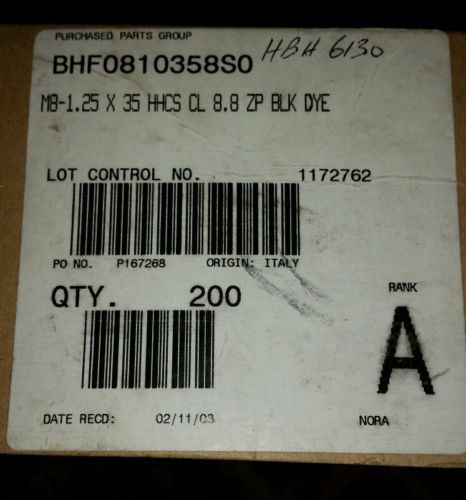 PURCHASED PARTS GROUP
HBH 6130
BHF0810358S0
M8-1.25 X 35 HHCS CL 8.8 ZP BLK DYE
LOT CONTROL NO. 1172762
PO NO. P167268 ORIGIN: ITALY
QTY. 200
RANK
A
DATE RECD: 02/11/03
NORA